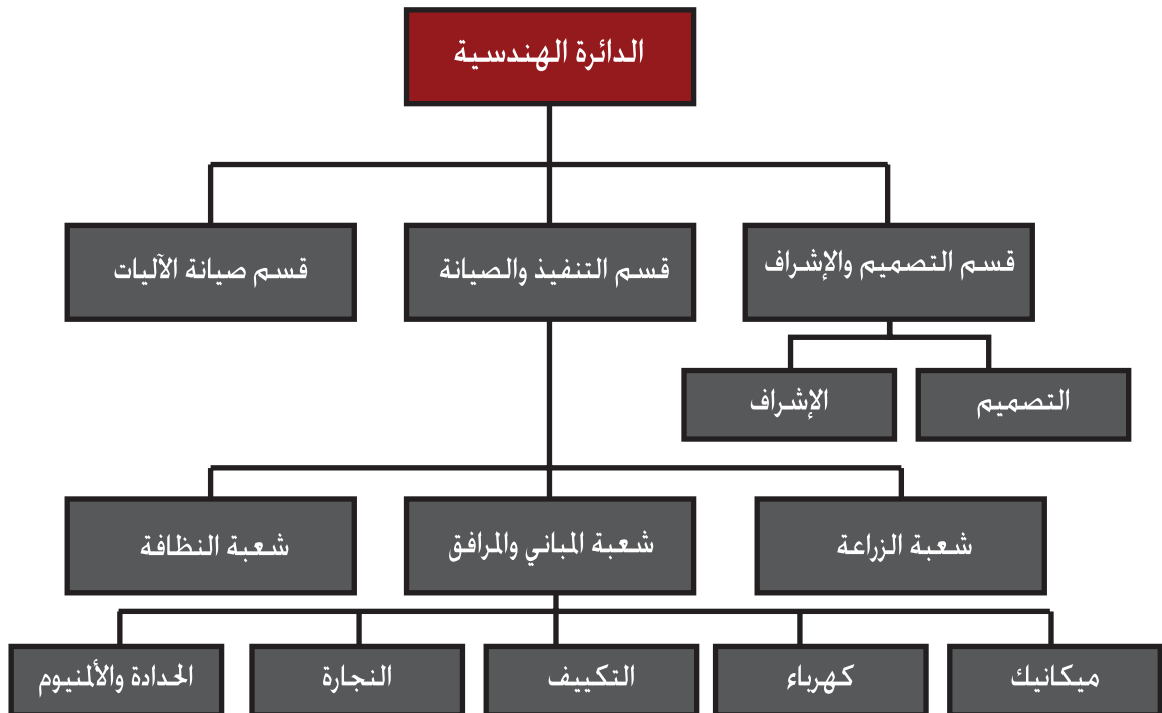 الدائرة الهندسية
قسم التصميم والإشراف
قسم التنفيذ والصيانة
قسم صيانة الآليات
التصميم
الإشراف
شعبة الزراعة
شعبة المباني والمرافق
شعبة النظافة
ميكانيك
كهرباء
التكييف
النجارة
الحدادة والألمنيوم